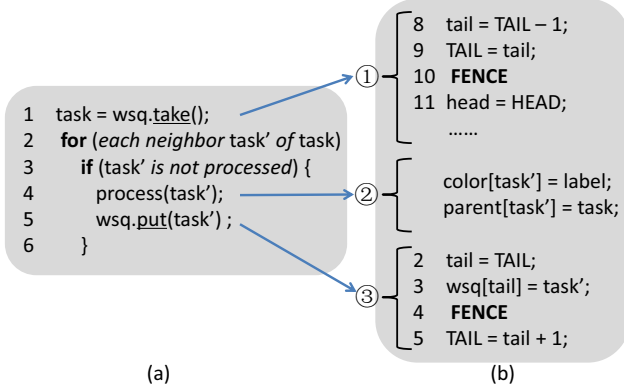 1 task = wsq.take();
2 for (each neighbor task’ of task)
3 if (task’ is not processed) {
4 process(task’);
5 wsq.put(task’) ;
6 }
(a)
①
8 tail = TAIL – 1;
9 TAIL = tail;
10 FENCE
11 head = HEAD;
......
②
color[task’] = label;
parent[task’] = task;
③
2 tail = TAIL;
3 wsq[tail] = task’;
4 FENCE
5 TAIL = tail + 1;
(b)